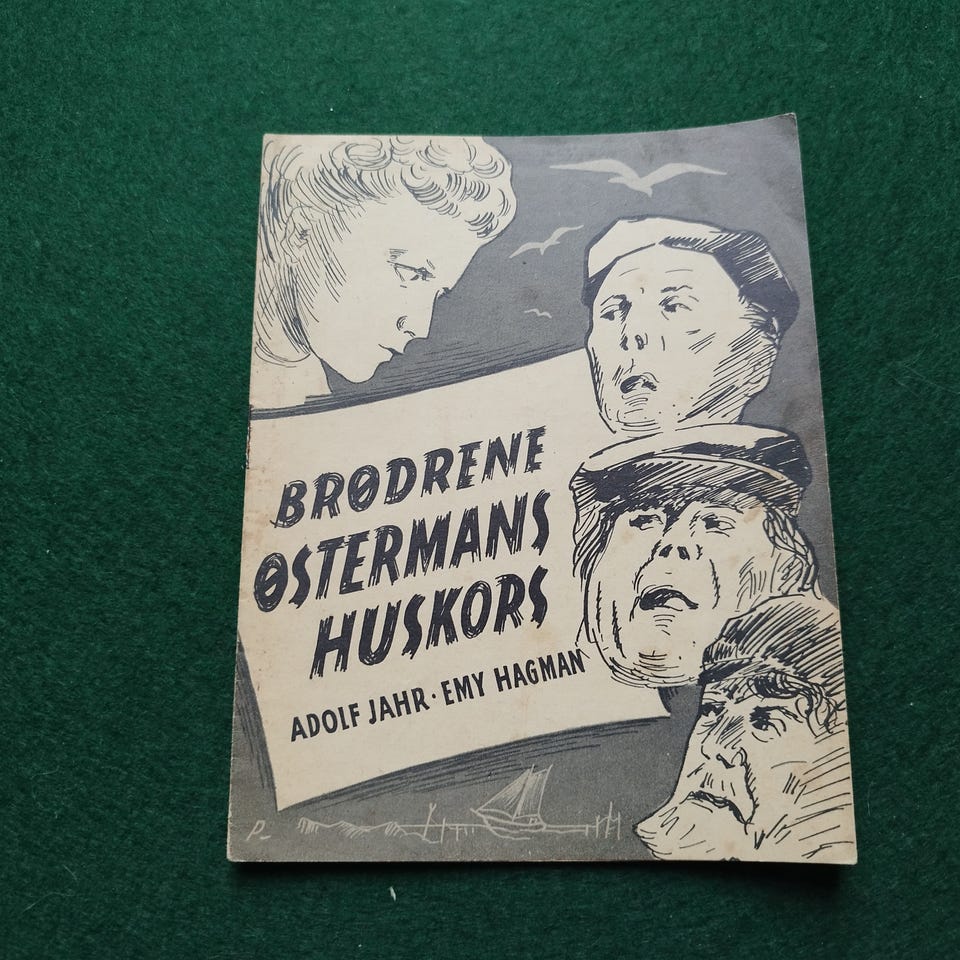 BRØDRENE
ØSTERMANS
HUSKORS
ADOLF JAHR · EMY HAGMAN
P-